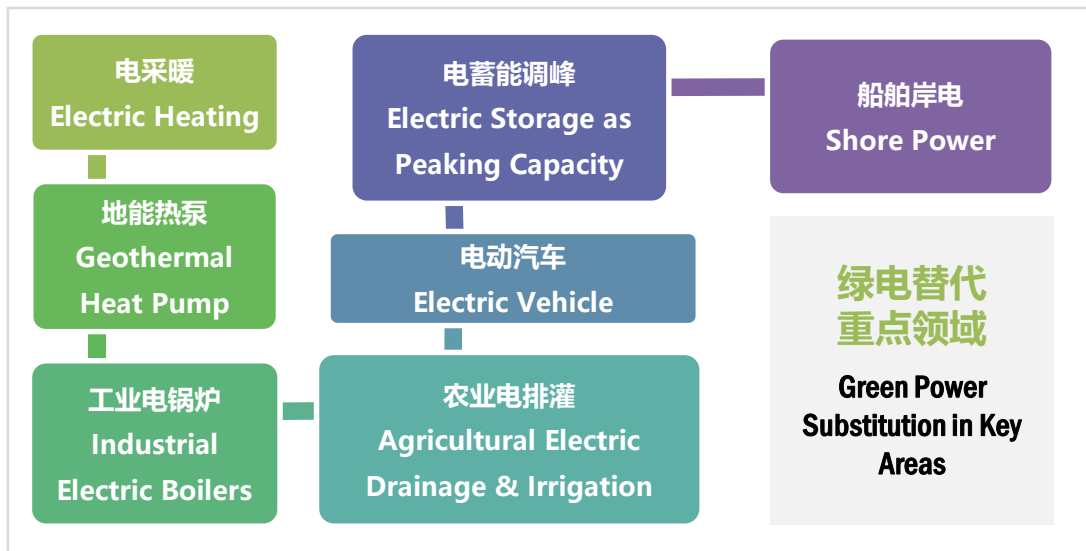 电采暖
Electric Heating
地能热泵
Geothermal
Heat Pump
工业电锅炉
Industrial
Electric Boilers
农业电排灌
Agricultural Electric
Drainage & Irrigation
电动汽车
Electric Vehicle
电蓄能调峰
Electric Storage as
Peaking Capacity
船舶岸电
Shore Power
绿电替代
重点领域
Green Power
Substitution in Key
Areas